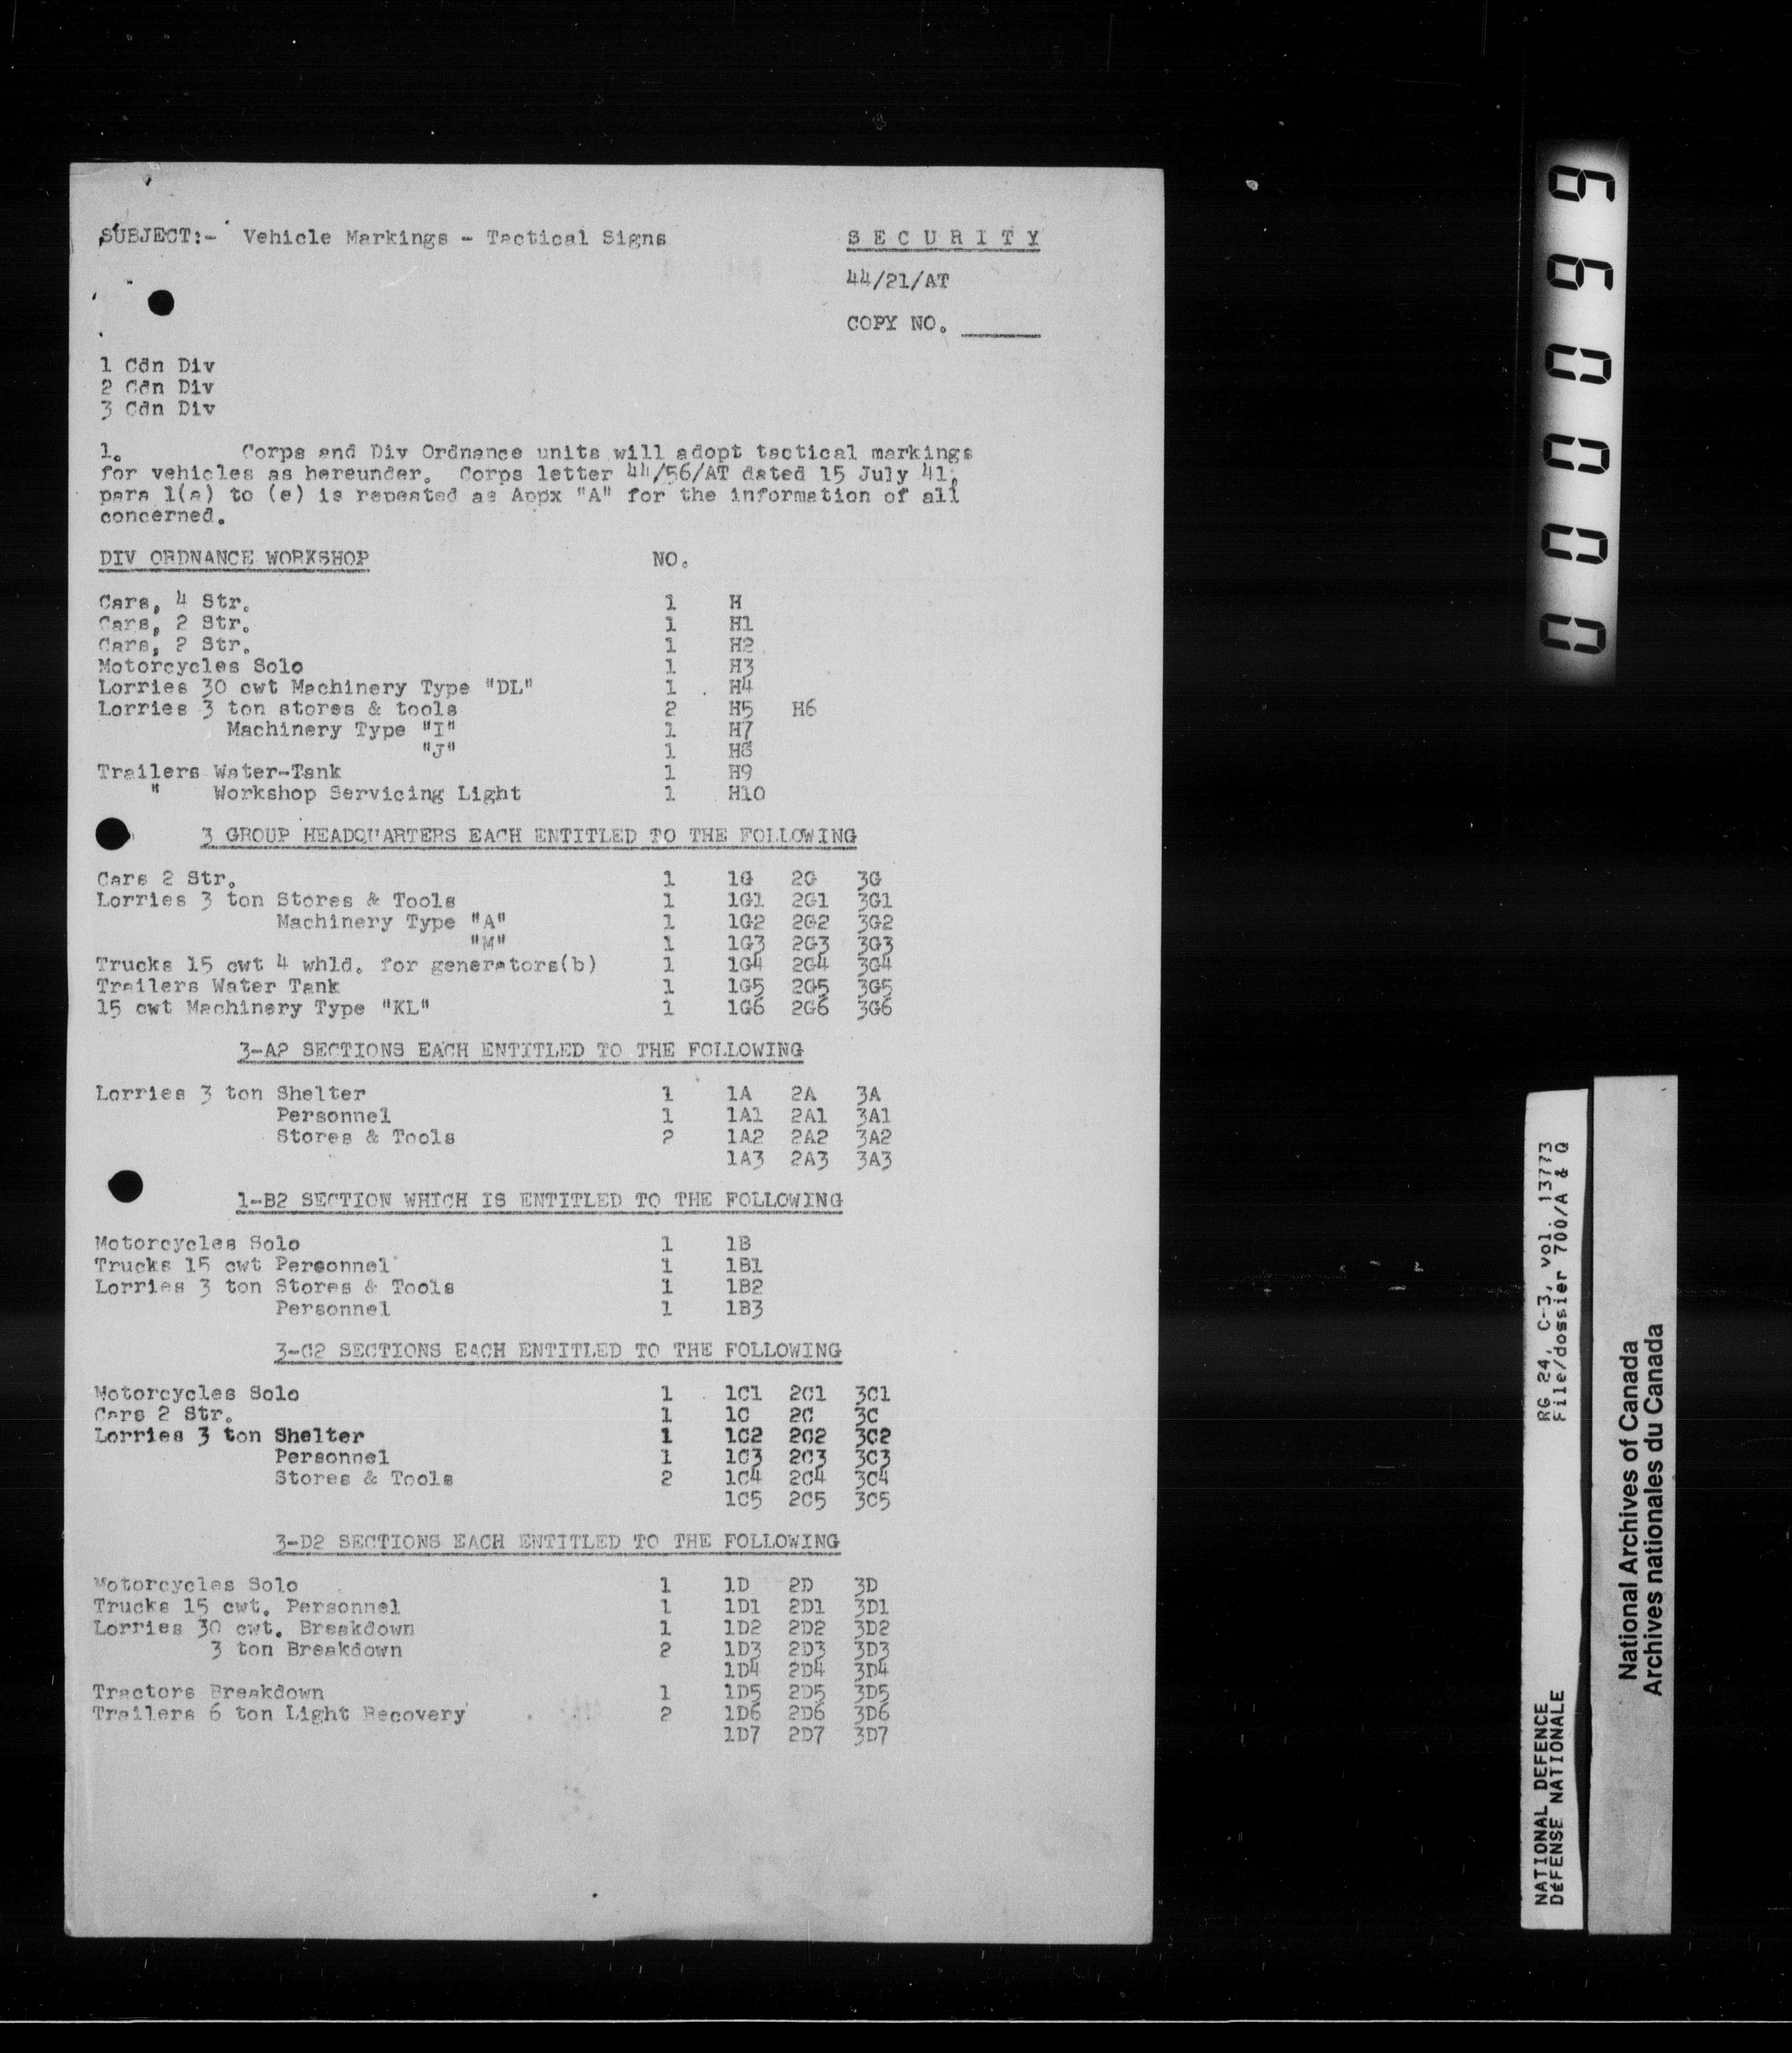 SUBJECT:- Vehicle Markings - Tactical Signs
S E C U R I T Y
44/21/AT
COPY NO. ______
1 Cdn Div
2 Cdn Div
3 Cdn Div
1. Corps and Div Ordnance units will adopt tactical markings
for vehicles as hereunder. Corps letter 44/56/AT dated 15 July 41,
para 1(a) to (e) is repeated as Appx "A" for the information of all
concerned.
DIV ORDNANCE WORKSHOP NO.
Cars, 4 Str. 1 H
Cars, 2 Str. 1 H1
Cars, 2 Str. 1 H2
Motorcycles Solo 1 H3
Lorries 30 cwt Machinery Type "DL" 1 H4
Lorries 3 ton stores & tools 2 H5 H6
Machinery Type "I" 1 H7
"J" 1 H8
Trailers Water-Tank 1 H9
" Workshop Servicing Light 1 H10
3 GROUP HEADQUARTERS EACH ENTITLED TO THE FOLLOWING
Cars 2 Str. 1 1G 2G 3G
Lorries 3 ton Stores & Tools 1 1G1 2G1 3G1
Machinery Type "A" 1 1G2 2G2 3G2
"M" 1 1G3 2G3 3G3
Trucks 15 cwt 4 whld. for generators(b) 1 1G4 2G4 3G4
Trailers Water Tank 1 1G5 2G5 3G5
15 cwt Machinery Type "KL" 1 1G6 2G6 3G6
3-A2 SECTIONS EACH ENTITLED TO THE FOLLOWING
Lorries 3 ton Shelter 1 1A 2A 3A
Personnel 1 1A1 2A1 3A1
Stores & Tools 2 1A2 2A2 3A2
1A3 2A3 3A3
1-B2 SECTION WHICH IS ENTITLED TO THE FOLLOWING
Motorcycles Solo 1 1B
Trucks 15 cwt Personnel 1 1B1
Lorries 3 ton Stores & Tools 1 1B2
Personnel 1 1B3
3-C2 SECTIONS EACH ENTITLED TO THE FOLLOWING
Motorcycles Solo 1 1C1 2C1 3C1
Cars 2 Str. 1 1C 2C 3C
Lorries 3 ton Shelter 1 1C2 2C2 3C2
Personnel 1 1C3 2C3 3C3
Stores & Tools 2 1C4 2C4 3C4
1C5 2C5 3C5
3-D2 SECTIONS EACH ENTITLED TO THE FOLLOWING
Motorcycles Solo 1 1D 2D 3D
Trucks 15 cwt. Personnel 1 1D1 2D1 3D1
Lorries 30 cwt. Breakdown 1 1D2 2D2 3D2
3 ton Breakdown 2 1D3 2D3 3D3
1D4 2D4 3D4
Tractors Breakdown 1 1D5 2D5 3D5
Trailers 6 ton Light Recovery 2 1D6 2D6 3D6
1D7 2D7 3D7
000099
NATIONAL DEFENCE RG 24, C-3, vol. 13773
DéFENSE NATIONALE File/dossier 700/A & Q
National Archives of Canada
Archives nationales du Canada